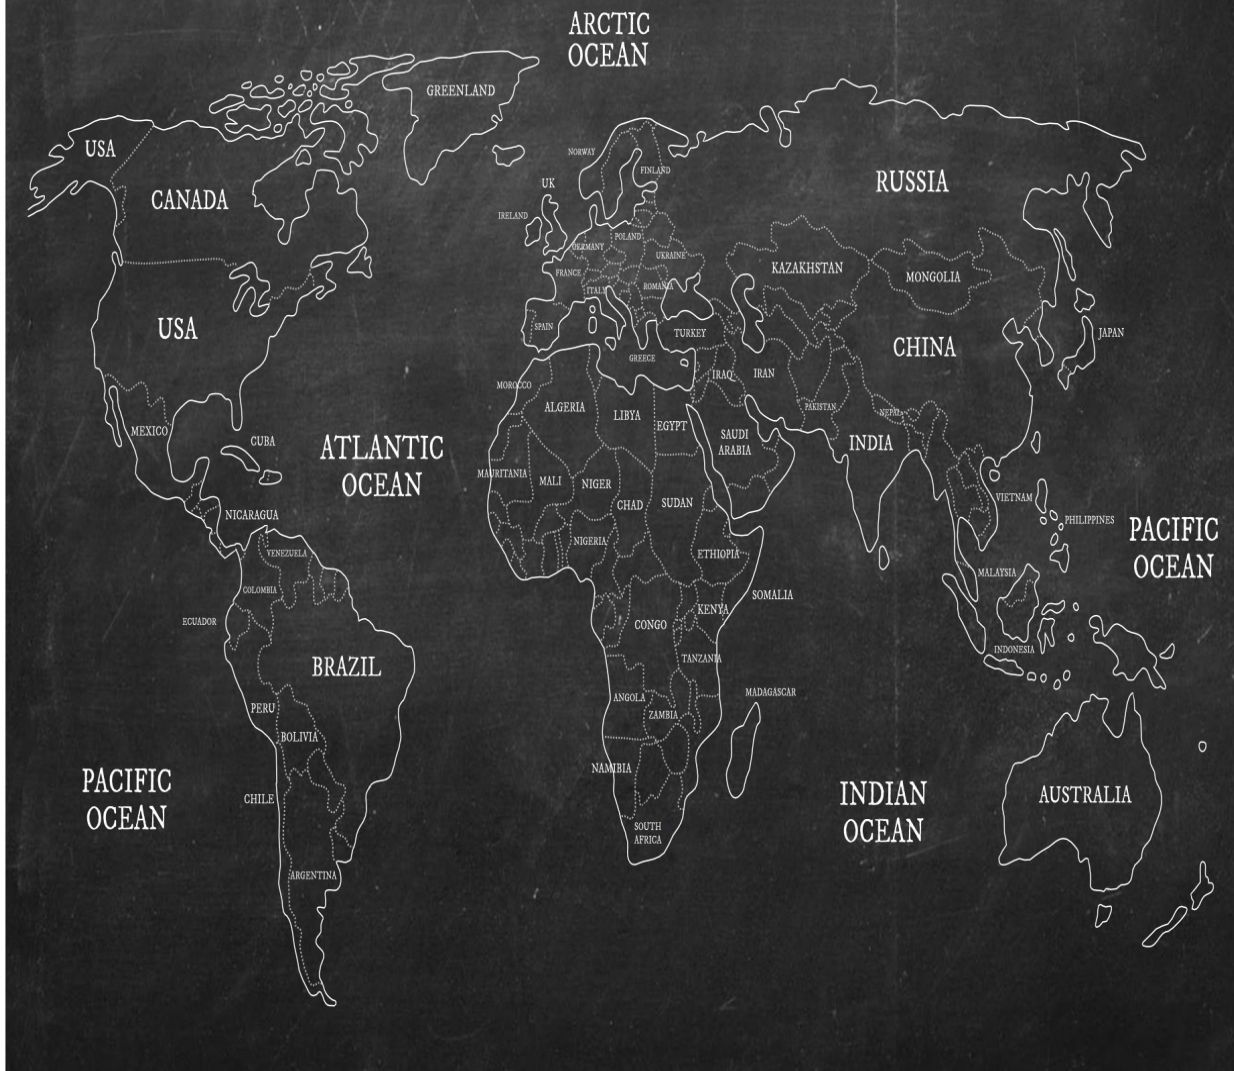 ARCTIC
OCEAN
GREENLAND
USA
CANADA
NORWAY
FINLAND
UK
IRELAND
RUSSIA
POLAND
GERMANY
UKRAINE
FRANCE
ITALY
ROMANIA
KAZAKHSTAN
MONGOLIA
USA
SPAIN
TURKEY
GREECE
CHINA
JAPAN
MOROCCO
IRAQ
IRAN
MEXICO
ALGERIA
LIBYA
EGYPT
SAUDI
ARABIA
PAKISTAN
NEPAL
INDIA
CUBA
ATLANTIC
OCEAN
MAURITANIA
MALI
NIGER
CHAD
SUDAN
NICARAGUA
VIETNAM
PHILIPPINES
PACIFIC
OCEAN
VENEZUELA
NIGERIA
ETHIOPIA
COLOMBIA
MALAYSIA
SOMALIA
ECUADOR
CONGO
KENYA
INDONESIA
BRAZIL
TANZANIA
PERU
ANGOLA
ZAMBIA
MADAGASCAR
BOLIVIA
NAMIBIA
PACIFIC
OCEAN
CHILE
INDIAN
OCEAN
AUSTRALIA
SOUTH
AFRICA
ARGENTINA